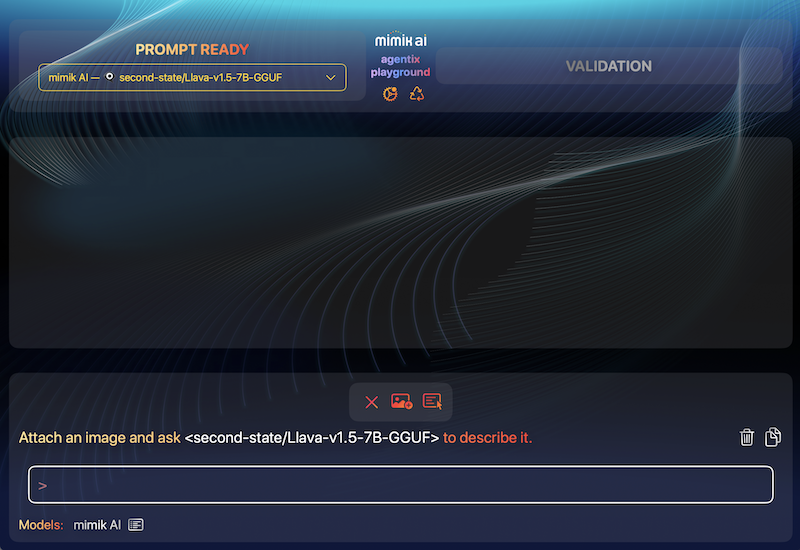 PROMPT READY
mimik AI — second-state/Llava-v1.5-7B-GGUF
mimik ai
agentix
playground
VALIDATION
Attach an image and ask <second-state/Llava-v1.5-7B-GGUF> to describe it.
>
Models: mimik AI